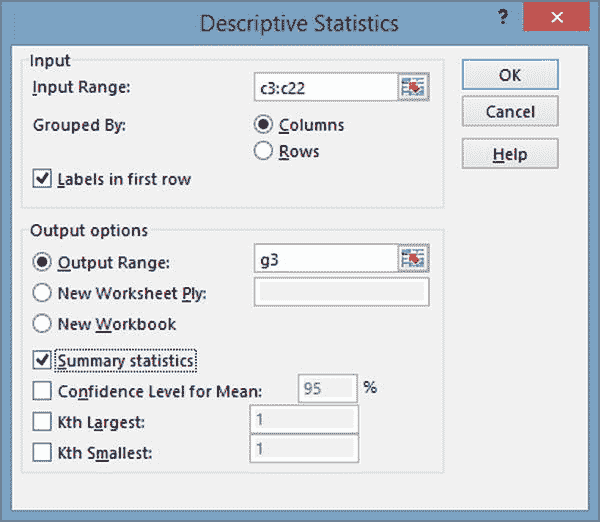 Descriptive Statistics
?
Input
Input Range:
c3:c22
OK
Cancel
Help
Grouped By:
Columns
Rows
Labels in first row
Output options
Output Range:
g3
New Worksheet Ply:
New Workbook
Summary statistics
Confidence Level for Mean:
95
%
Kth Largest:
1
Kth Smallest:
1